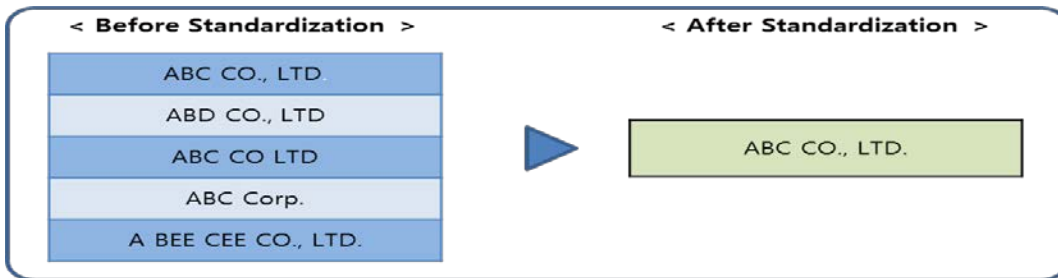 < Before Standardization >
< After Standardization >
ABC CO., LTD.
ABD CO., LTD
ABC CO LTD
ABC Corp.
A BEE CEE CO., LTD.
ABC CO., LTD.